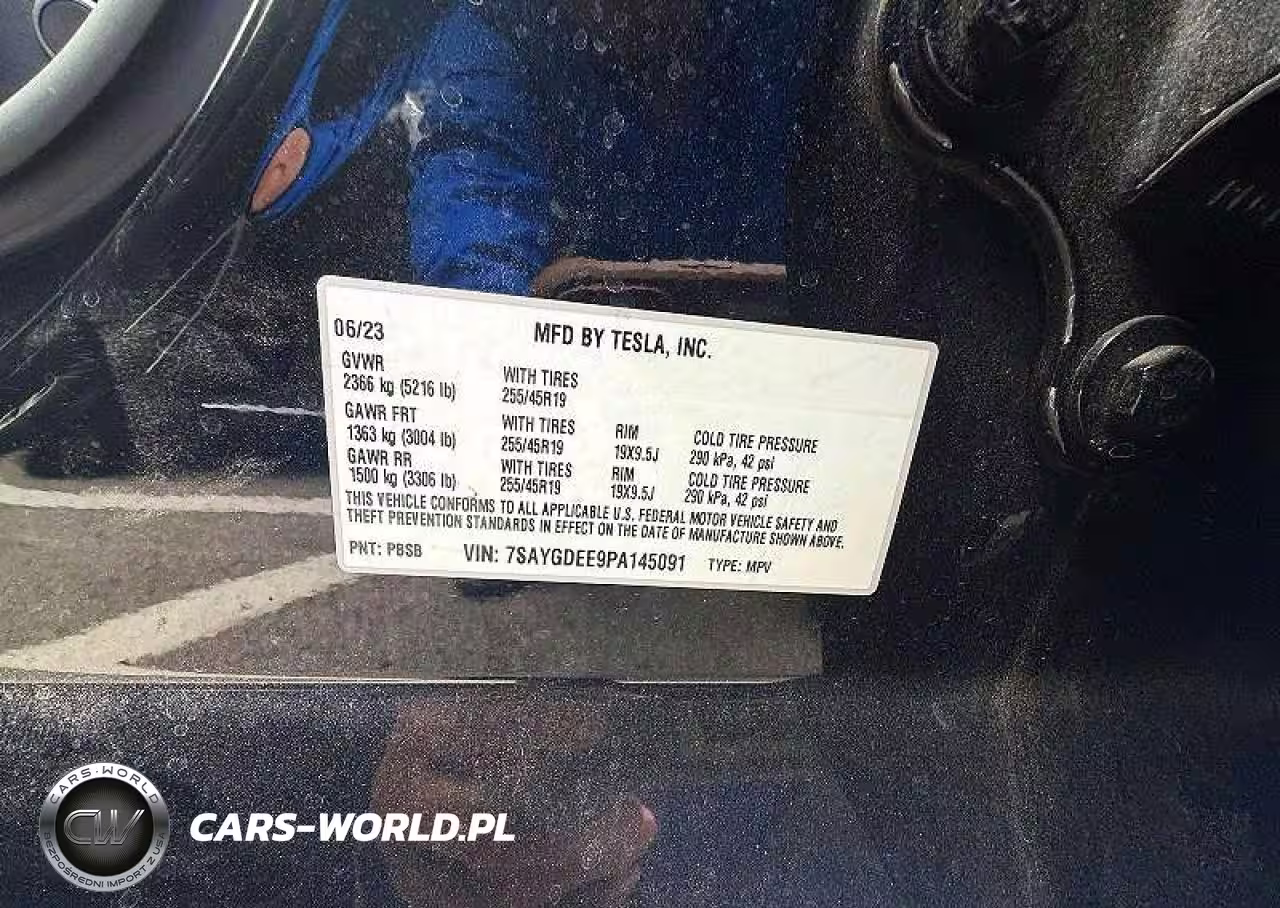 06/23 MFD BY TESLA, INC.
GVWR
2366 kg (5216 lb)
WITH TIRES
255/45R19
GAWR FRT
1363 kg (3004 lb)
WITH TIRES
255/45R19
RIM
19X9.5J
COLD TIRE PRESSURE
290 kPa, 42 psi
GAWR RR
1500 kg (3306 lb)
WITH TIRES
255/45R19
RIM
19X9.5J
COLD TIRE PRESSURE
290 kPa, 42 psi
THIS VEHICLE CONFORMS TO ALL APPLICABLE U.S. FEDERAL MOTOR VEHICLE SAFETY AND
THEFT PREVENTION STANDARDS IN EFFECT ON THE DATE OF MANUFACTURE SHOWN ABOVE.
PNT: PBSB VIN: 7SAYGDEE9PA145091 TYPE: MPV
CARS-WORLD
CW
BEZPOŚREDNI IMPORT Z USA
CARS-WORLD.PL